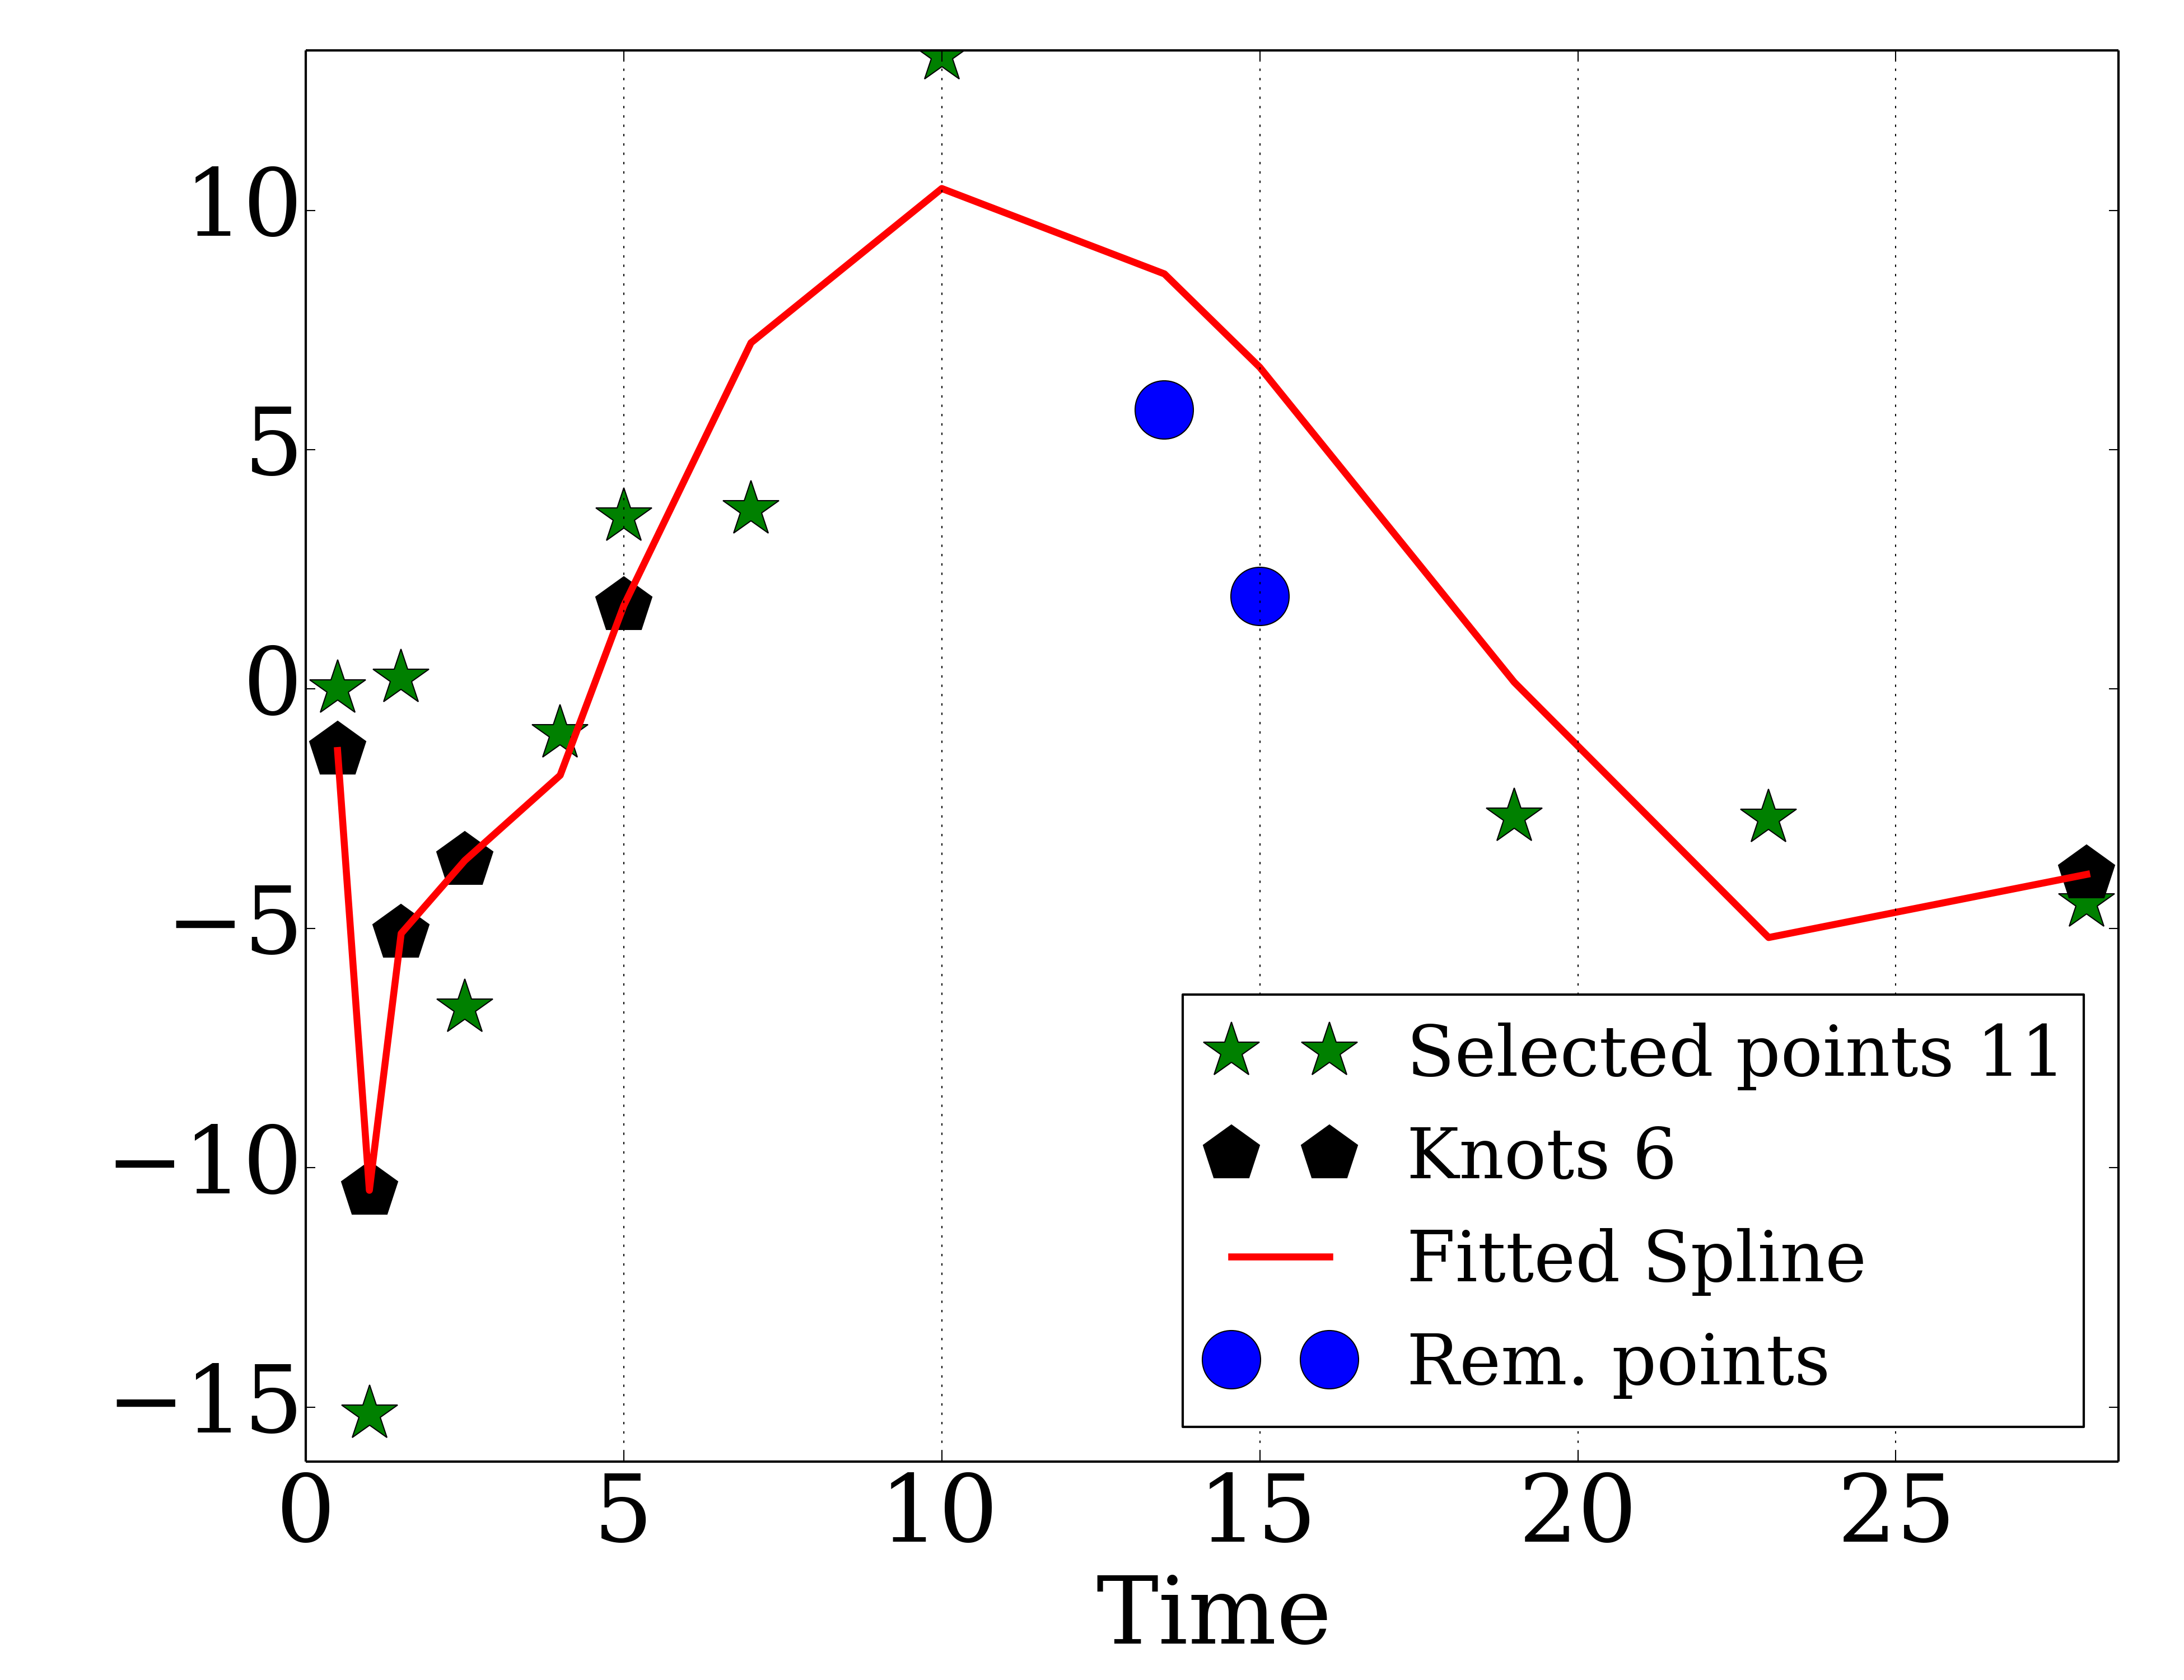 10
5
0
−5
−10
−15
0 5 10 15 20 25
Time
Selected points 11
Knots 6
Fitted Spline
Rem. points